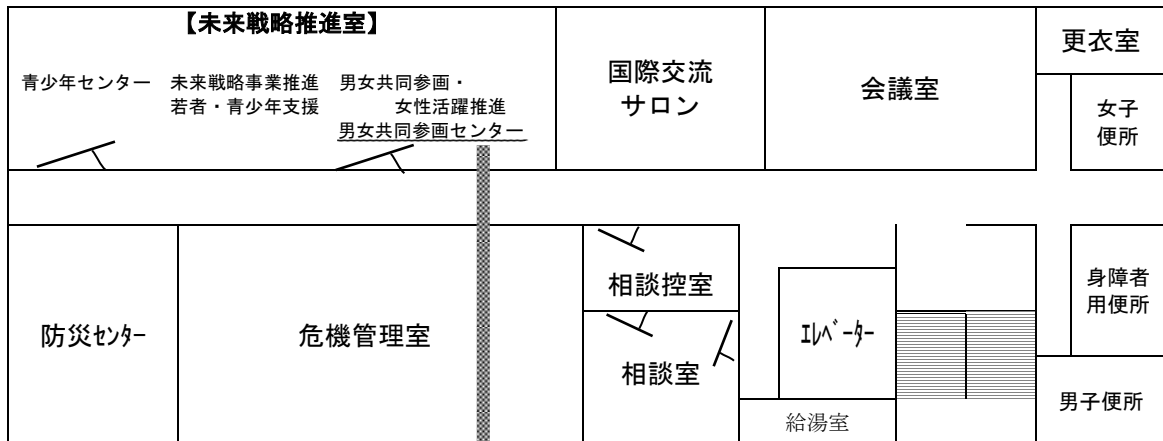 【未来戦略推進室】
青少年センター
未来戦略事業推進
若者・青少年支援
男女共同参画・
女性活躍推進
男女共同参画センター
国際交流
サロン
会議室
更衣室
女子
便所
防災ｾﾝﾀｰ
危機管理室
相談控室
相談室
ｴﾚﾍﾞｰﾀｰ
給湯室
身障者
用便所
男子便所